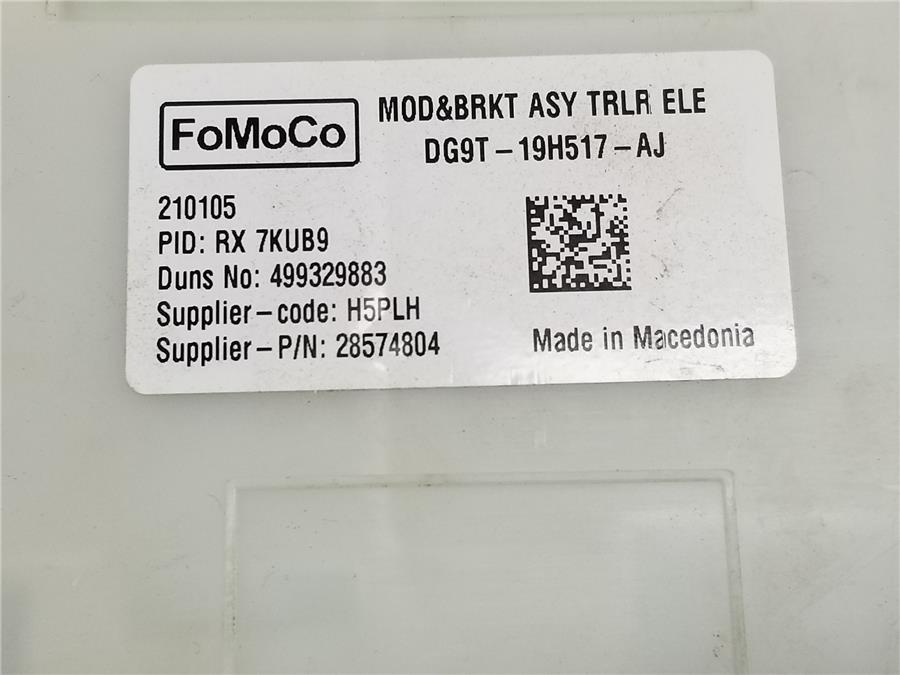 FoMoCo
MOD&BRKT ASY TRLR ELE
DG9T-19H517-AJ
210105
PID: RX 7KUB9
Duns No: 499329883
Supplier-code: H5PLH
Supplier-P/N: 28574804
Made in Macedonia